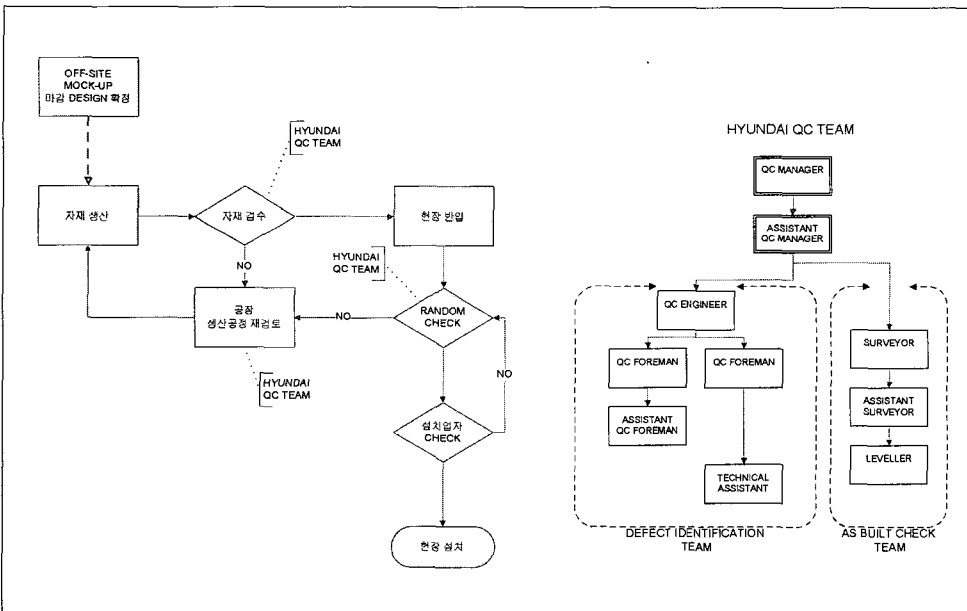 OFF-SITE
MOCK-UP
마감 DESIGN 확정
HYUNDAI
QC TEAM
자재 생산
자재 검수
현장 반입
NO
HYUNDAI
QC TEAM
공장
생산공정 재검토
NO
RANDOM
CHECK
NO
HYUNDAI
QC TEAM
설치업자
CHECK
현장 설치
HYUNDAI QC TEAM
QC MANAGER
ASSISTANT
QC MANAGER
QC ENGINEER
QC FOREMAN
QC FOREMAN
ASSISTANT
QC FOREMAN
TECHNICAL
ASSISTANT
DEFECT IDENTIFICATION
TEAM
SURVEYOR
ASSISTANT
SURVEYOR
LEVELLER
AS BUILT CHECK
TEAM